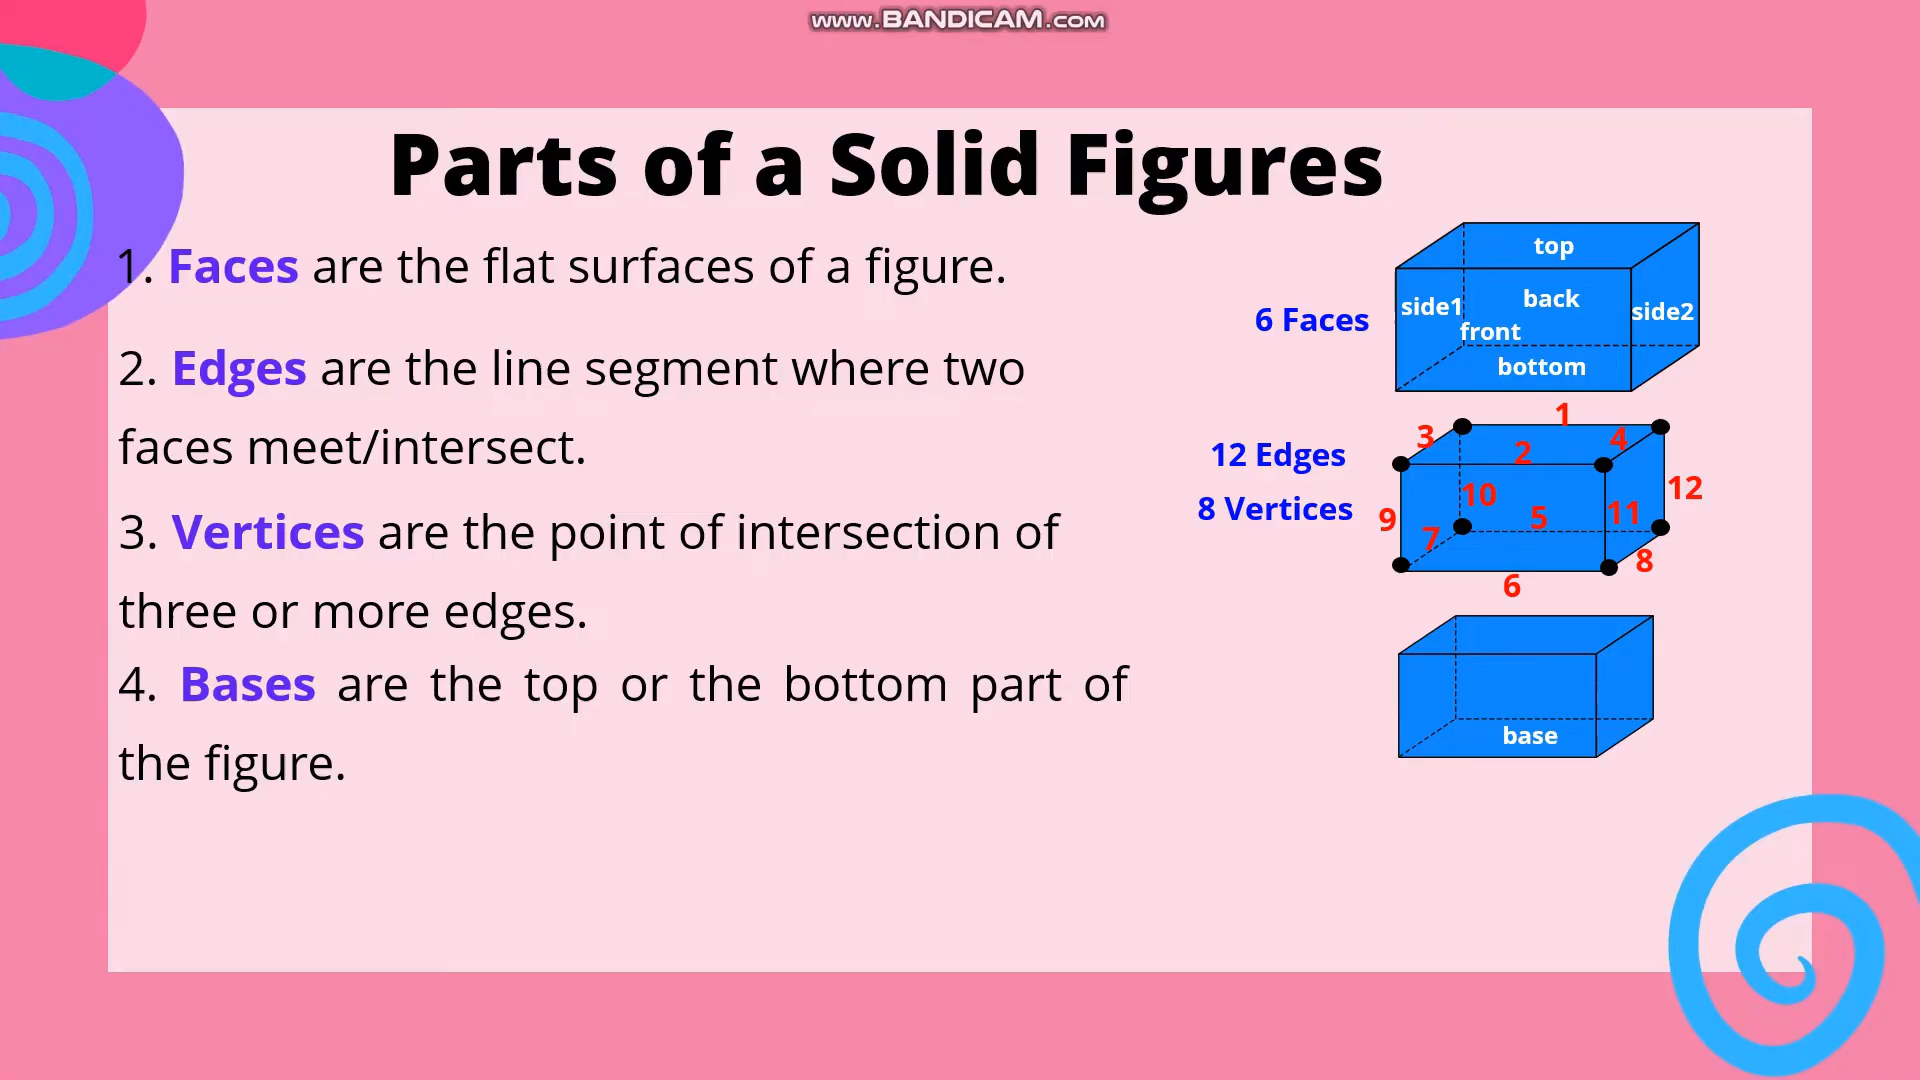 www.BANDICAM.com
Parts of a Solid Figures
1. Faces are the flat surfaces of a figure.
2. Edges are the line segment where two
faces meet/intersect.
3. Vertices are the point of intersection of
three or more edges.
4. Bases are the top or the bottom part of
the figure.
6 Faces
top
back
side1
side2
front
bottom
12 Edges
8 Vertices
1
3
4
2
10
12
9
5
11
7
8
6
base